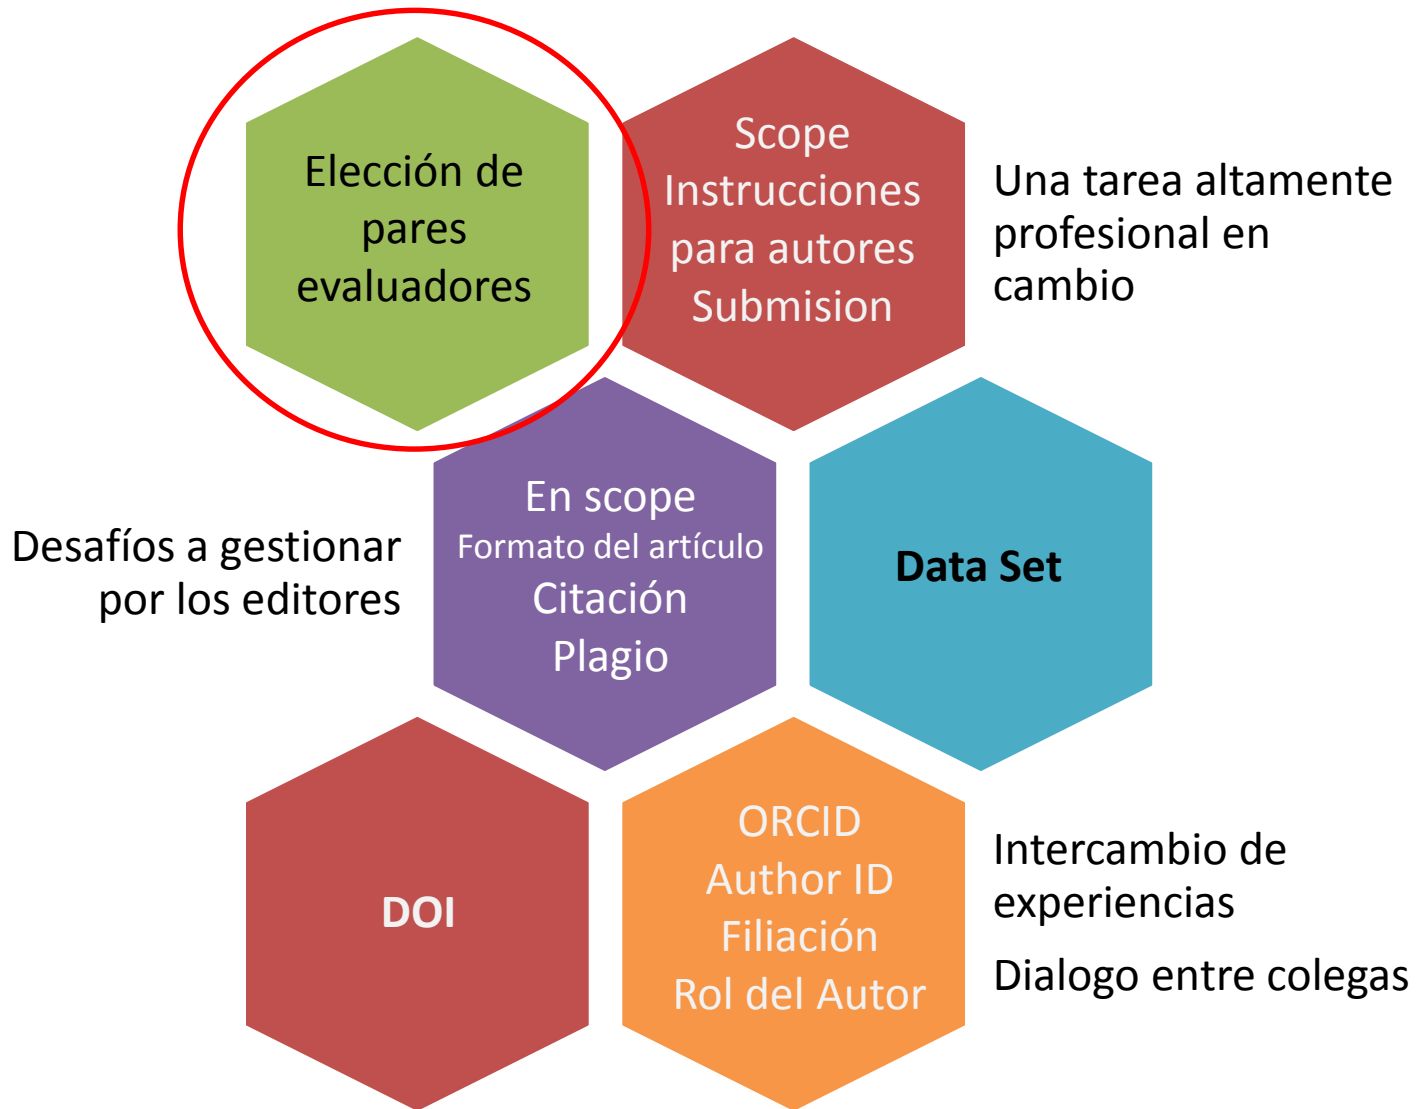 Elección de
pares
evaluadores
Scope
Instrucciones
para autores
Submision
Una tarea altamente
profesional en
cambio
Desafíos a gestionar
por los editores
En scope
Formato del artículo
Citación
Plagio
Data Set
DOI
ORCID
Author ID
Filiación
Rol del Autor
Intercambio de
experiencias
Dialogo entre colegas